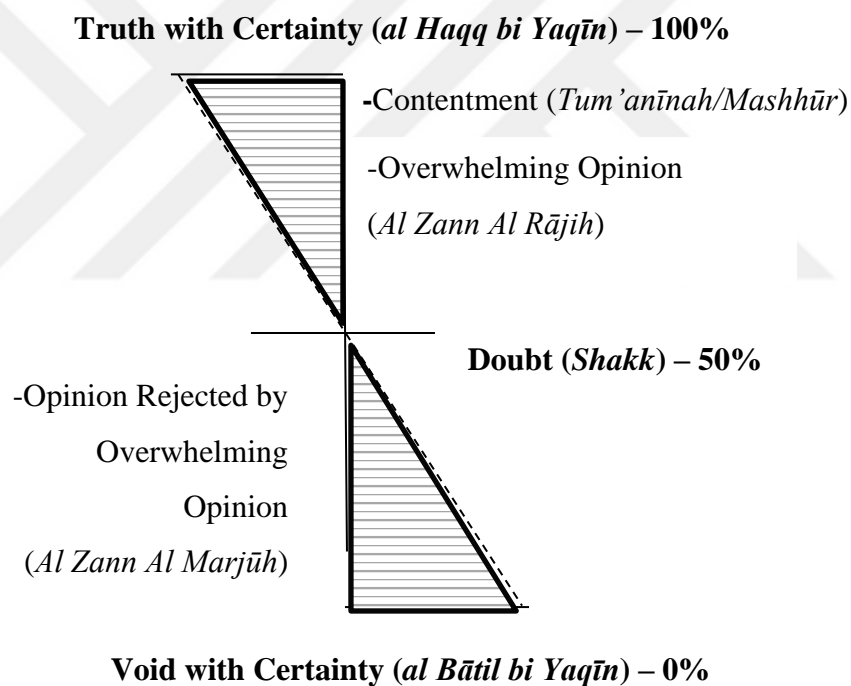 Truth with Certainty (al Haqq bi Yaqīn) – 100%
-Contentment (Tum’anīnah/Mashhūr)
-Overwhelming Opinion
(Al Zann Al Rājih)
Doubt (Shakk) – 50%
-Opinion Rejected by
Overwhelming
Opinion
(Al Zann Al Marjūh)
Void with Certainty (al Bātil bi Yaqīn) – 0%